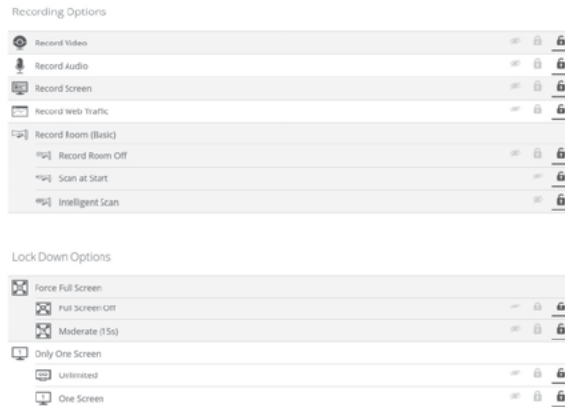 Recording Options
Record Video
Record Audio
Record Screen
Record Web Traffic
Record Room (Basic)
Record Room Off
Scan at Start
Intelligent Scan
Lock Down Options
Force Full Screen
Full Screen Off
Moderate (15s)
Only One Screen
Unlimited
One Screen